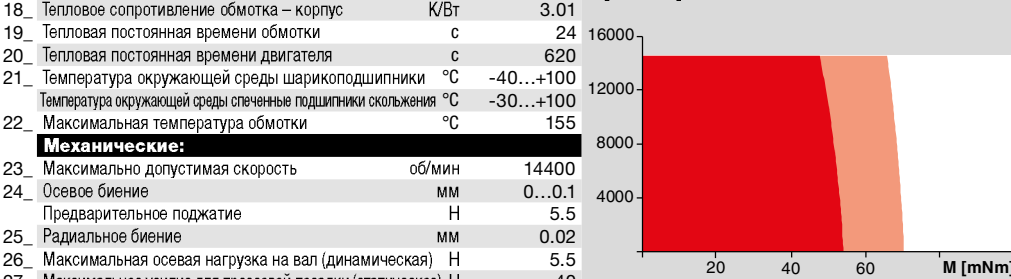 18_ Тепловое сопротивление обмотка – корпус К/Вт 3.01
19_ Тепловая постоянная времени обмотки с 24
20_ Тепловая постоянная времени двигателя с 620
21_ Температура окружающей среды шарикоподшипники °C -40…+100
Температура окружающей среды спеченные подшипники скольжения °C -30…+100
22_ Максимальная температура обмотки °C 155
Механические:
23_ Максимально допустимая скорость об/мин 14400
24_ Осевое биение мм 0…0.1
Предварительное поджатие Н 5.5
25_ Радиальное биение мм 0.02
26_ Максимальная осевая нагрузка на вал (динамическая) Н 5.5
16000
12000
8000
4000
20 40 60 M [mNm]